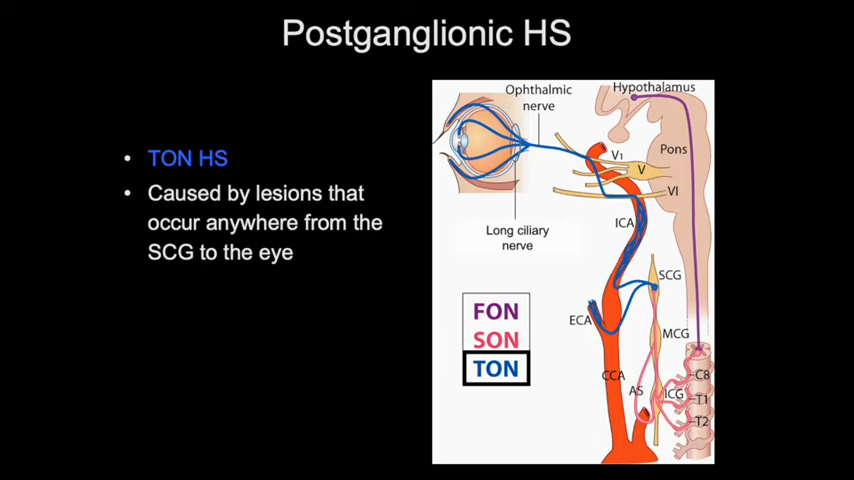 Postganglionic HS
• TON HS
• Caused by lesions that
occur anywhere from the
SCG to the eye
Ophthalmic
nerve
Hypothalamus
Pons
V1
V
VI
Long ciliary
nerve
ICA
SCG
FON
SON
TON
ECA
MCG
CCA
AS
ICG
C8
T1
T2